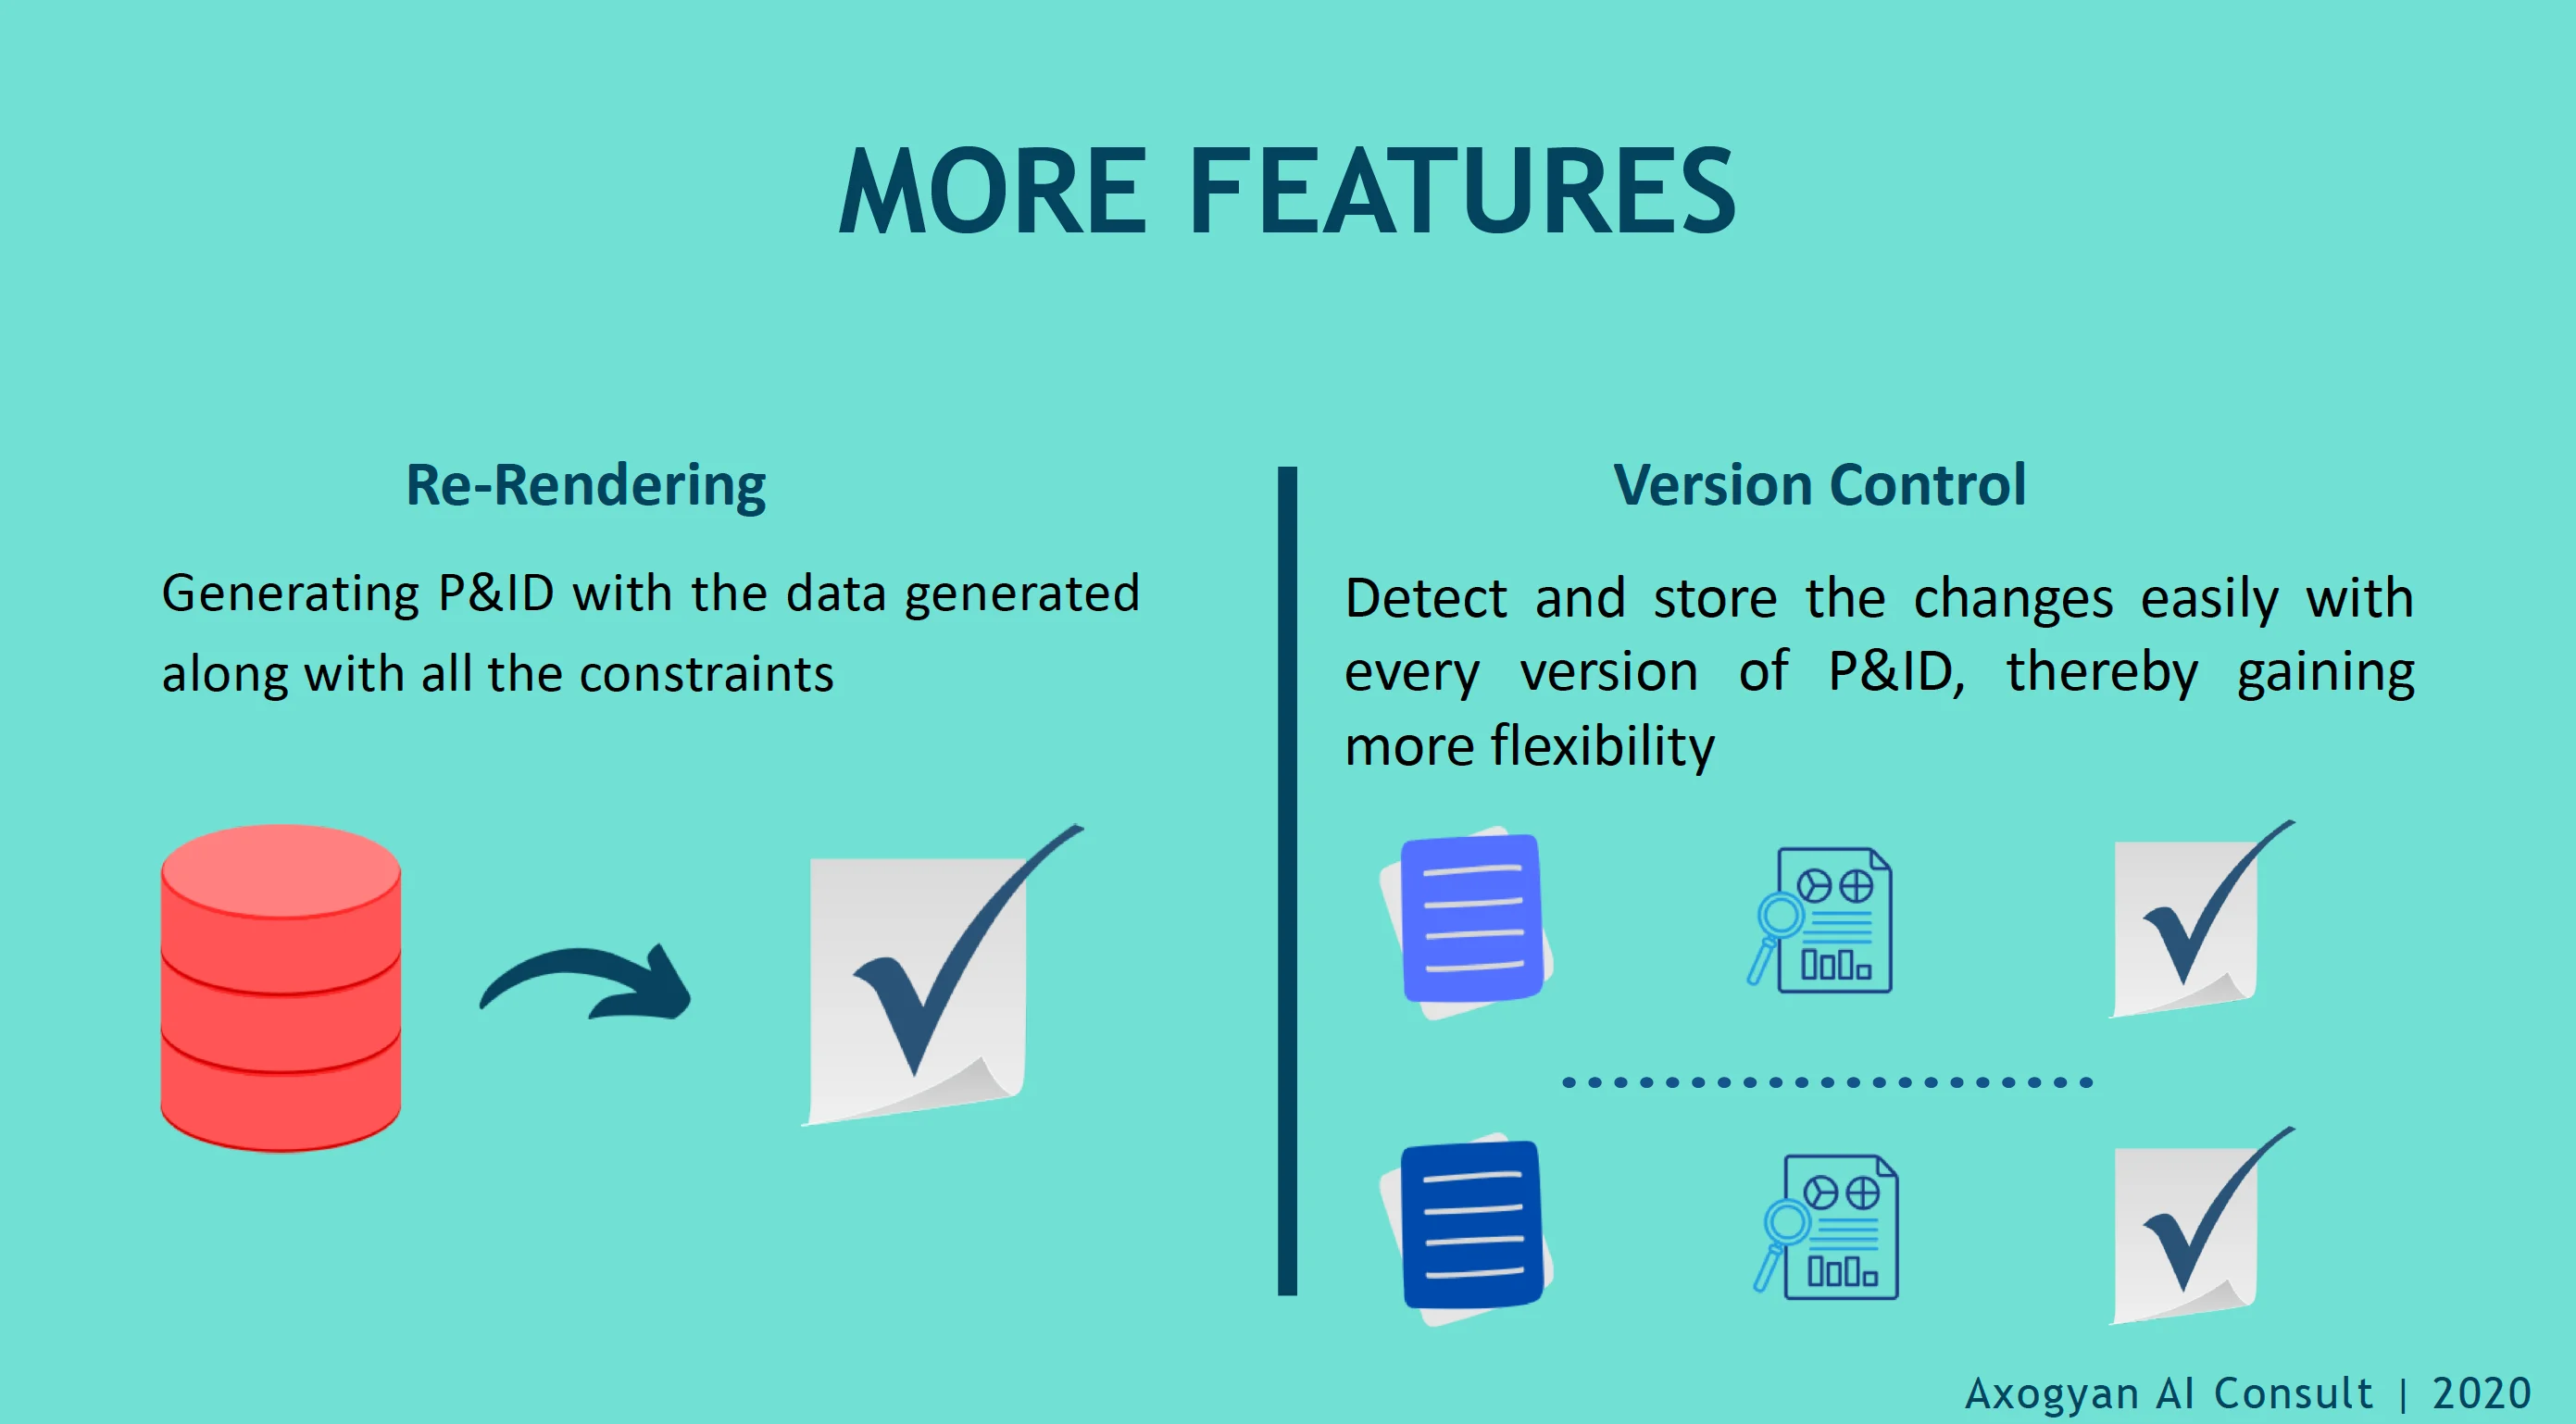 MORE FEATURES
Re-Rendering
Generating P&ID with the data generated
along with all the constraints
Version Control
Detect and store the changes easily with
every version of P&ID, thereby gaining
more flexibility
Axogyan AI Consult | 2020